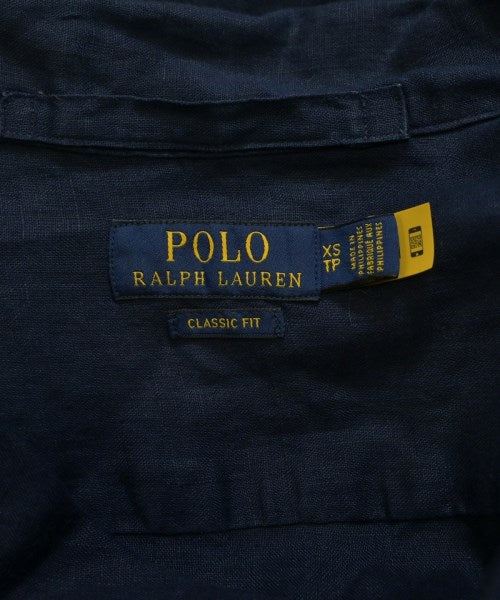 POLO
RALPH LAUREN
CLASSIC FIT
XS
TP
MADE IN
PHILIPPINES
FABRIQUÉ AUX
PHILIPPINES